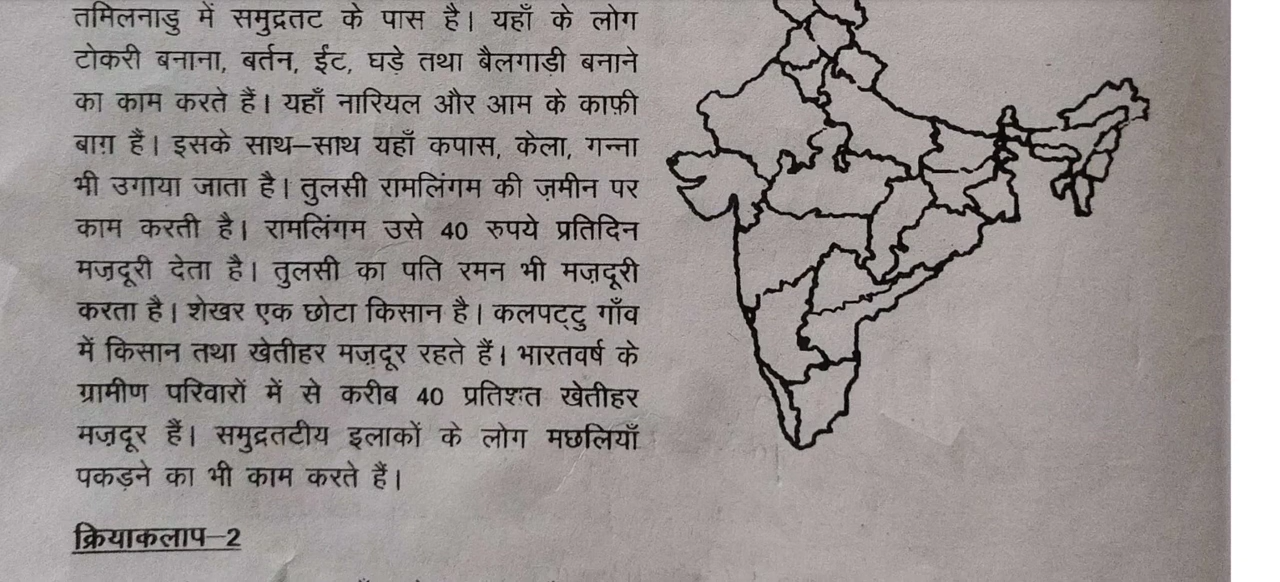 तमिलनाडु में समुद्रतट के पास है। यहाँ के लोग
टोकरी बनाना, बर्तन, ईंट, घड़े तथा बैलगाड़ी बनाने
का काम करते हैं। यहाँ नारियल और आम के काफ़ी
बाग़ हैं। इसके साथ–साथ यहाँ कपास, केला, गन्ना
भी उगाया जाता है। तुलसी रामलिंगम की ज़मीन पर
काम करती है। रामलिंगम उसे 40 रुपये प्रतिदिन
मज़दूरी देता है। तुलसी का पति रमन भी मज़दूरी
करता है। शेखर एक छोटा किसान है। कलपट्टु गाँव
में किसान तथा खेतीहर मज़दूर रहते हैं। भारतवर्ष के
ग्रामीण परिवारों में से करीब 40 प्रतिशत खेतीहर
मज़दूर हैं। समुद्रतटीय इलाकों के लोग मछलियाँ
पकड़ने का भी काम करते हैं।
क्रियाकलाप–2